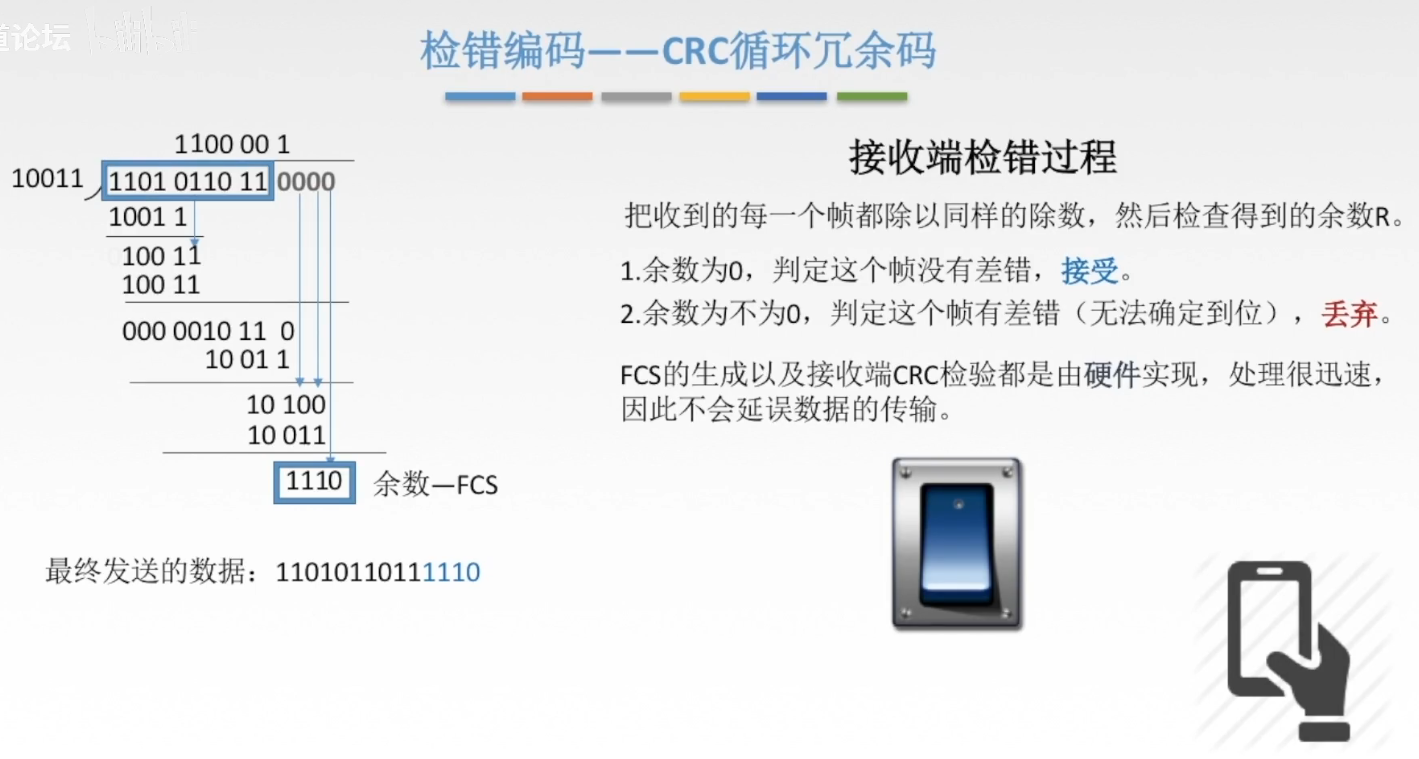 道论坛
检错编码——CRC循环冗余码
1100 00 1
10011
1101 0110 11 0000
1001 1
100 11
100 11
000 0010 11 0
10 01 1
10 100
10 011
1110 余数—FCS
最终发送的数据：11010110111110
接收端检错过程
把收到的每一个帧都除以同样的除数，然后检查得到的余数R。
1.余数为0，判定这个帧没有差错，接受。
2.余数为不为0，判定这个帧有差错（无法确定到位），丢弃。
FCS的生成以及接收端CRC检验都是由硬件实现，处理很迅速，
因此不会延误数据的传输。